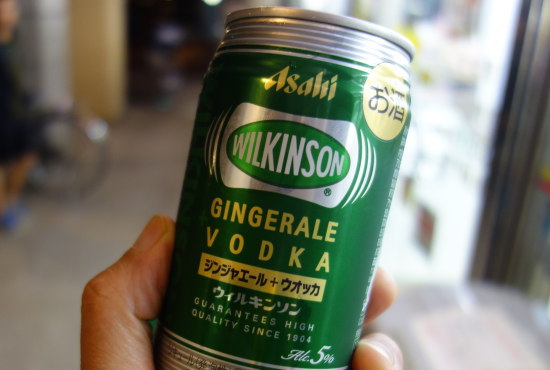 Asahi
お酒
WILKINSON
®
GINGERALE
VODKA
ジンジャエール+ウオッカ
ウィルキンソン
GUARANTEES HIGH
QUALITY SINCE 1904
Alc.5%